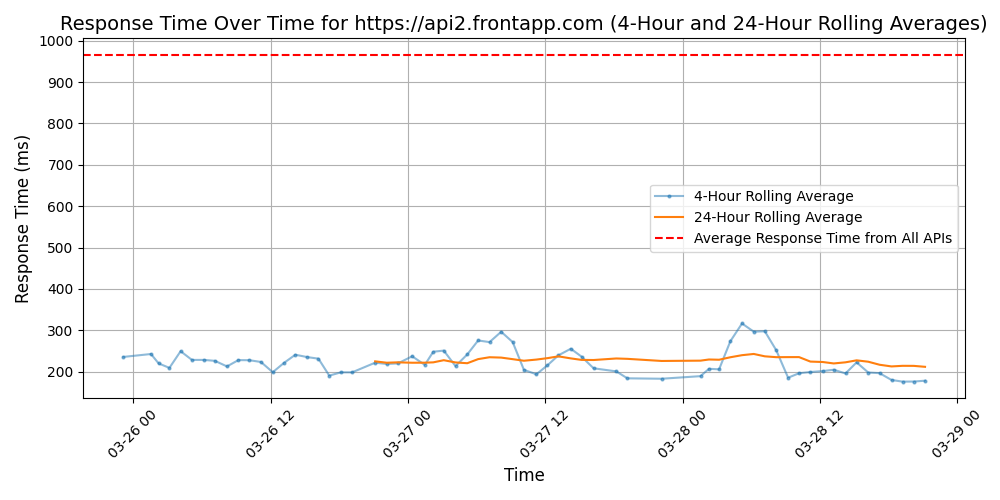 Response Time Over Time for https://api2.frontapp.com (4-Hour and 24-Hour Rolling Averages)
Response Time (ms)
1000
900
800
700
600
500
400
300
200
4-Hour Rolling Average
24-Hour Rolling Average
Average Response Time from All APIs
03-26 00
03-26 12
03-27 00
03-27 12
03-28 00
03-28 12
03-29 00
Time